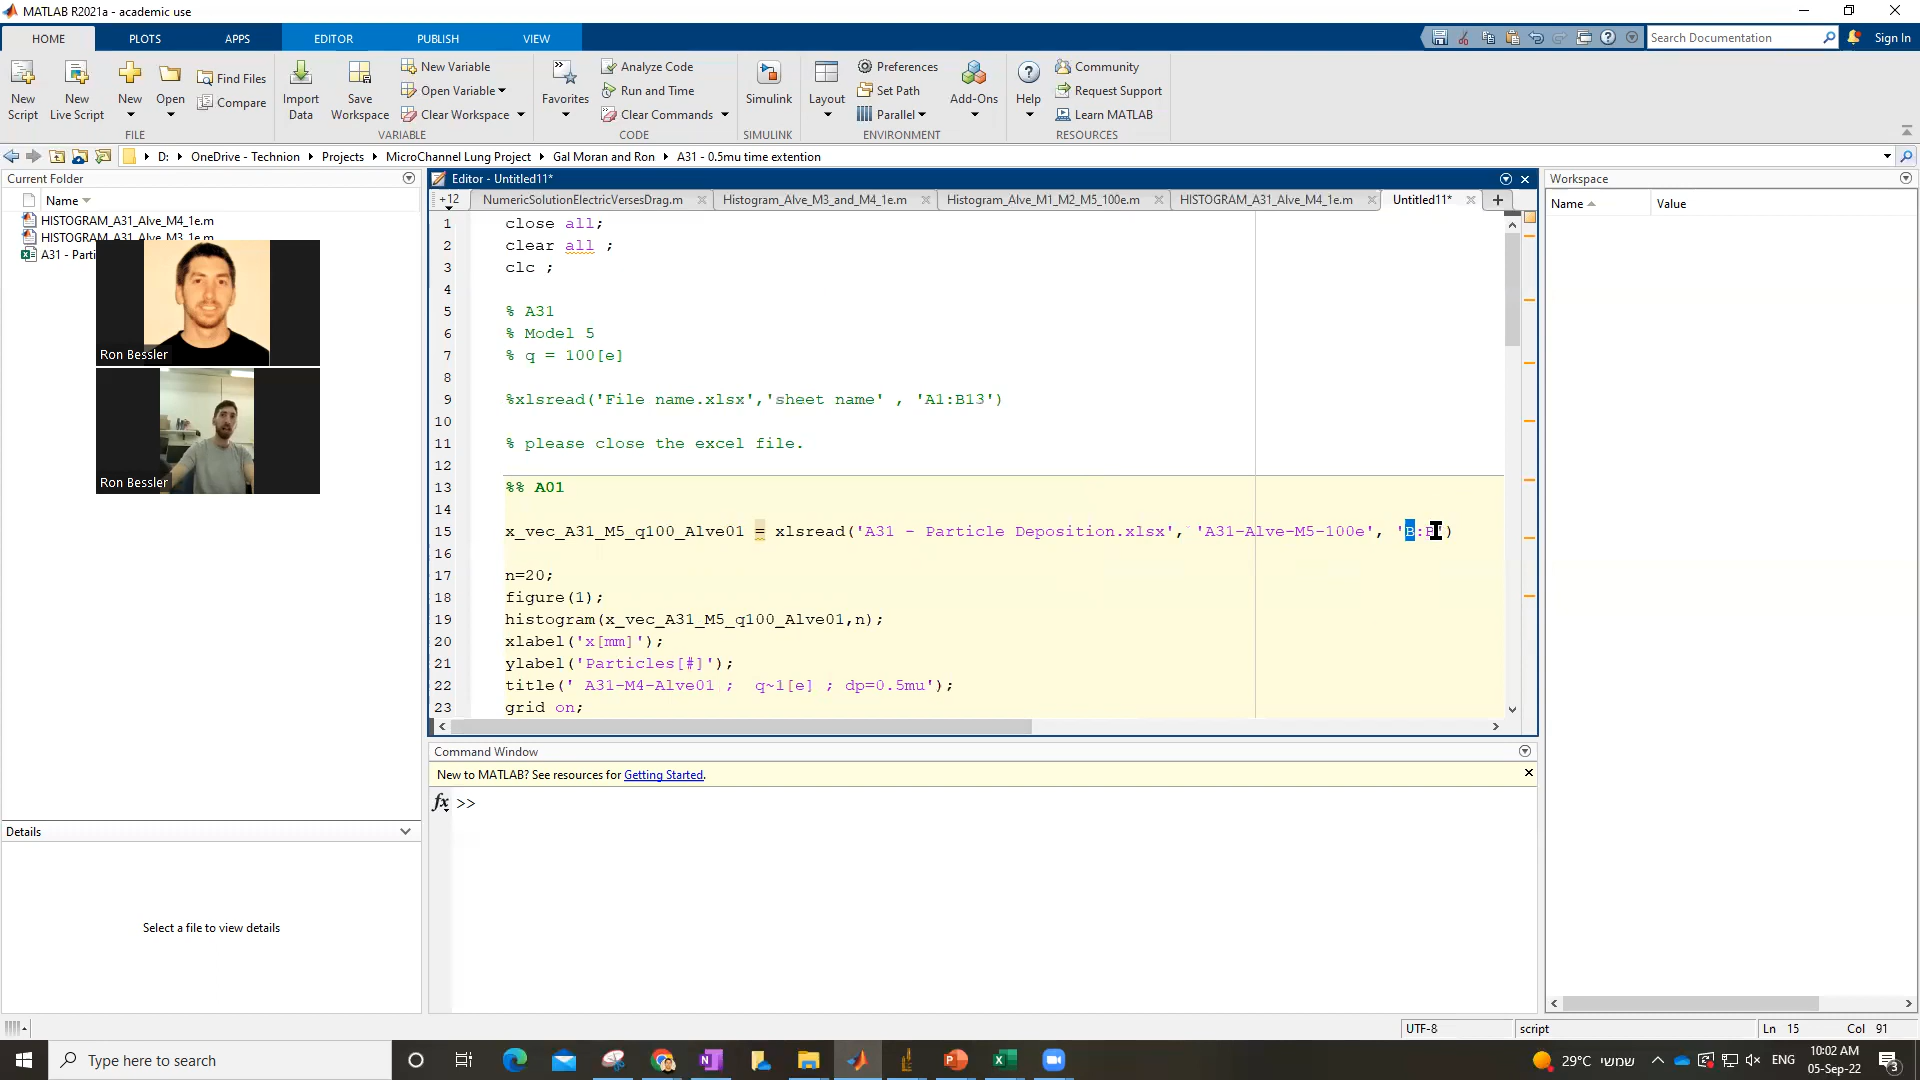 MATLAB R2021a - academic use
HOME
PLOTS
APPS
EDITOR
PUBLISH
VIEW
Search Documentation
Sign In
New Script
New Live Script
New
Open
Find Files
Compare
Import Data
Save Workspace
New Variable
Open Variable
Clear Workspace
Favorites
Analyze Code
Run and Time
Clear Commands
Simulink
Layout
Preferences
Set Path
Parallel
Add-Ons
Help
Community
Request Support
Learn MATLAB
FILE
VARIABLE
CODE
SIMULINK
ENVIRONMENT
RESOURCES
D: OneDrive - Technion Projects MicroChannel Lung Project Gal Moran and Ron A31 - 0.5mu time extention
Current Folder
Name
HISTOGRAM_A31_Alve_M4_1e.m
HISTOGRAM_A31_Alve_M3_1e.m
A31 - Parti
Ron Bessler
Ron Bessler
Details
Select a file to view details
Editor - Untitled11*
+12
NumericSolutionElectricVersesDrag.m
Histogram_Alve_M3_and_M4_1e.m
Histogram_Alve_M1_M2_M5_100e.m
HISTOGRAM_A31_Alve_M4_1e.m
Untitled11*
1 close all;
2 clear all ;
3 clc ;
4
5 % A31
6 % Model 5
7 % q = 100[e]
8
9 %xlsread('File name.xlsx','sheet name' , 'A1:B13')
10
11 % please close the excel file.
12
13 %% A01
14
15 x_vec_A31_M5_q100_Alve01 = xlsread('A31 - Particle Deposition.xlsx', 'A31-Alve-M5-100e', 'B:B')
16
17 n=20;
18 figure(1);
19 histogram(x_vec_A31_M5_q100_Alve01,n);
20 xlabel('x[mm]');
21 ylabel('Particles[#]');
22 title(' A31-M4-Alve01 ;  q~1[e] ; dp=0.5mu');
23 grid on;
Command Window
New to MATLAB? See resources for Getting Started.
fx >>
Workspace
Name
Value
UTF-8
script
Ln 15 Col 91
Type here to search
29°C שמשי
ENG
10:02 AM
05-Sep-22
3